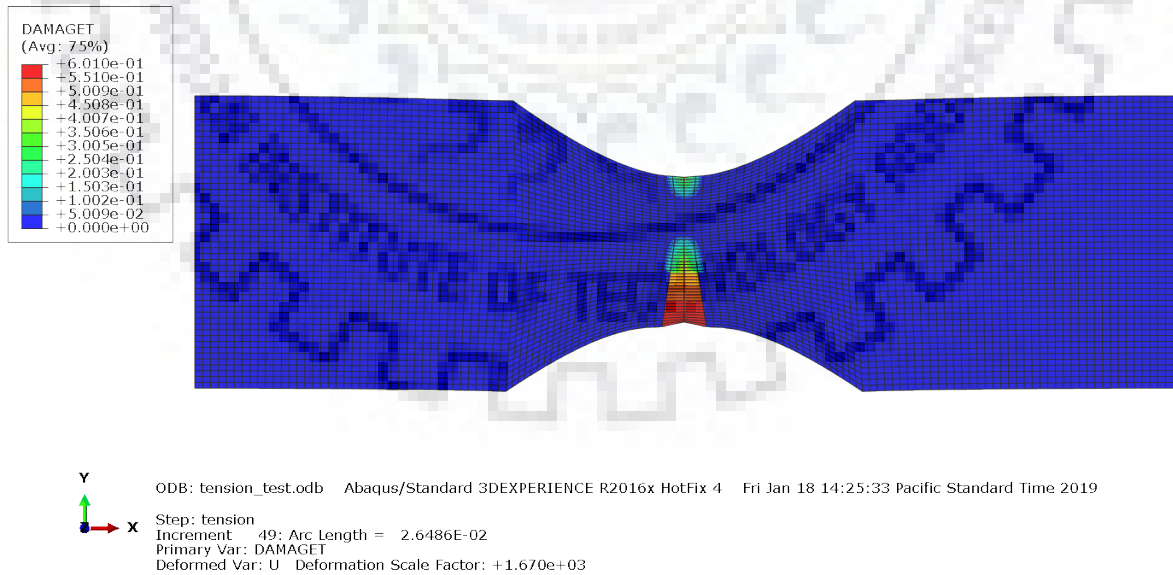 DAMAGET
(Avg: 75%)
+6.010e-01
+5.510e-01
+5.009e-01
+4.508e-01
+4.007e-01
+3.506e-01
+3.005e-01
+2.504e-01
+2.003e-01
+1.503e-01
+1.002e-01
+5.009e-02
+0.000e+00
Y
X
ODB: tension_test.odb Abaqus/Standard 3DEXPERIENCE R2016x HotFix 4 Fri Jan 18 14:25:33 Pacific Standard Time 2019
Step: tension
Increment 49: Arc Length = 2.6486E-02
Primary Var: DAMAGET
Deformed Var: U Deformation Scale Factor: +1.670e+03